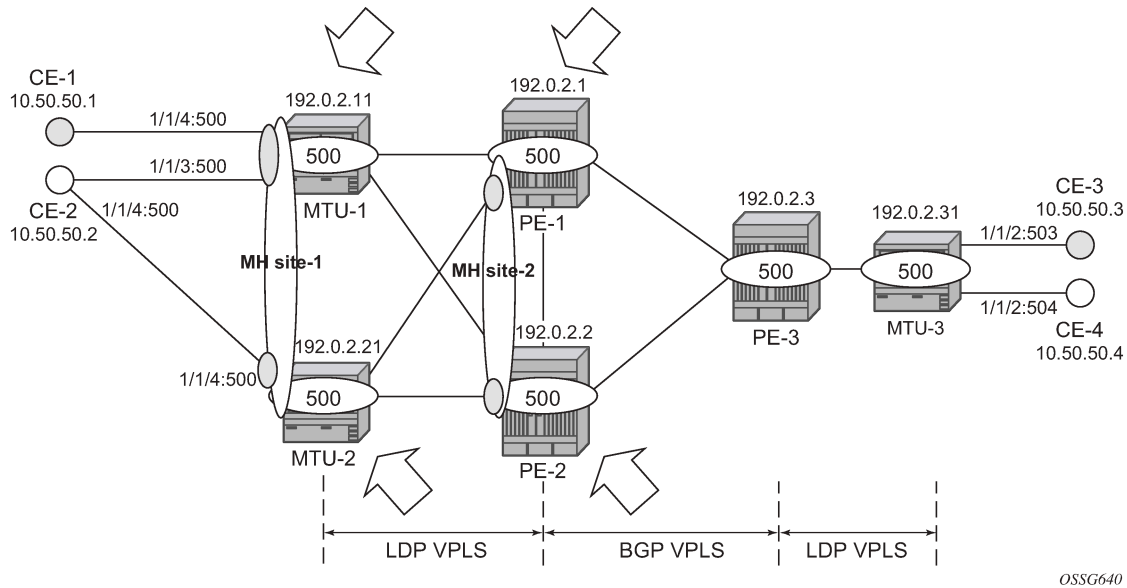 CE-1
10.50.50.1
1/1/4:500
192.0.2.11
192.0.2.1
500
500
1/1/3:500
CE-2
10.50.50.2
1/1/4:500
MTU-1
PE-1
192.0.2.3
192.0.2.31
CE-3
10.50.50.3
1/1/2:503
MH site-1
MH site-2
500
500
1/1/2:504
PE-3
MTU-3
CE-4
10.50.50.4
192.0.2.21
192.0.2.2
1/1/4:500
500
500
MTU-2
PE-2
LDP VPLS
BGP VPLS
LDP VPLS
OSSG640